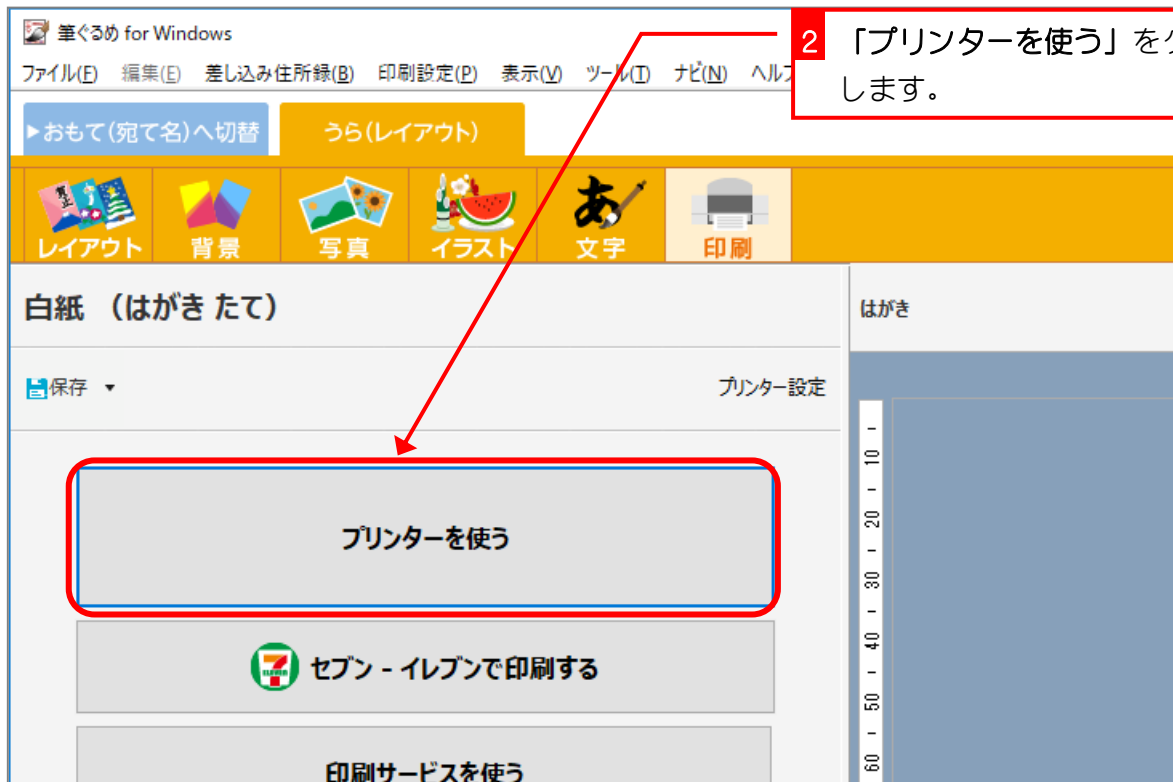 筆ぐるめ for Windows
ファイル(F) 編集(E) 差し込み住所録(B) 印刷設定(P) 表示(V) ツール(T) ナビ(N) ヘルプ
2 「プリンターを使う」を
します。
▶おもて(宛て名)へ切替 うら(レイアウト)
レイアウト 背景 写真 イラスト 文字 印刷
白紙 （はがき たて）
はがき
保存 ▼ プリンター設定
プリンターを使う
セブン - イレブンで印刷する
印刷サービスを使う
10
20
30
40
50
60